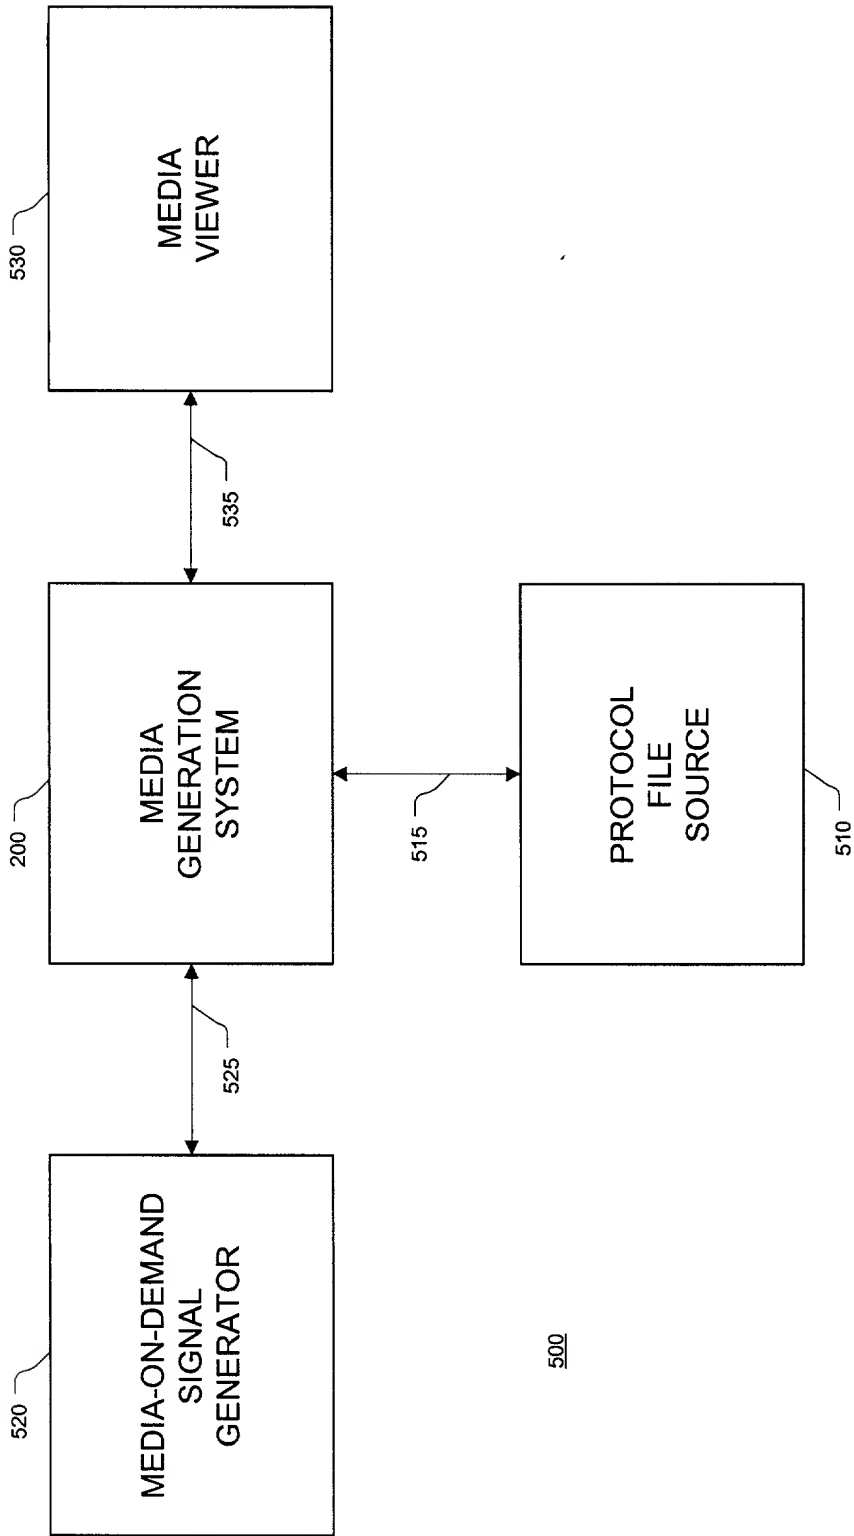 520
MEDIA-ON-DEMAND
SIGNAL
GENERATOR
525
200
MEDIA
GENERATION
SYSTEM
535
530
MEDIA
VIEWER
515
PROTOCOL
FILE
SOURCE
510
500